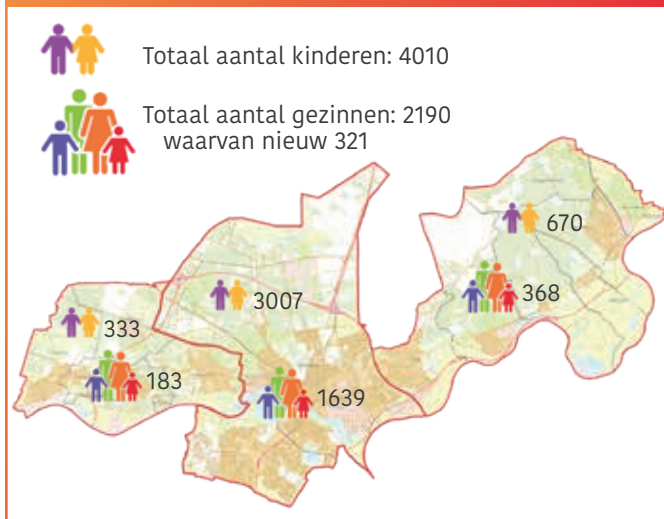 Totaal aantal kinderen: 4010
Totaal aantal gezinnen: 2190
waarvan nieuw 321
670
368
3007
333
183
1639